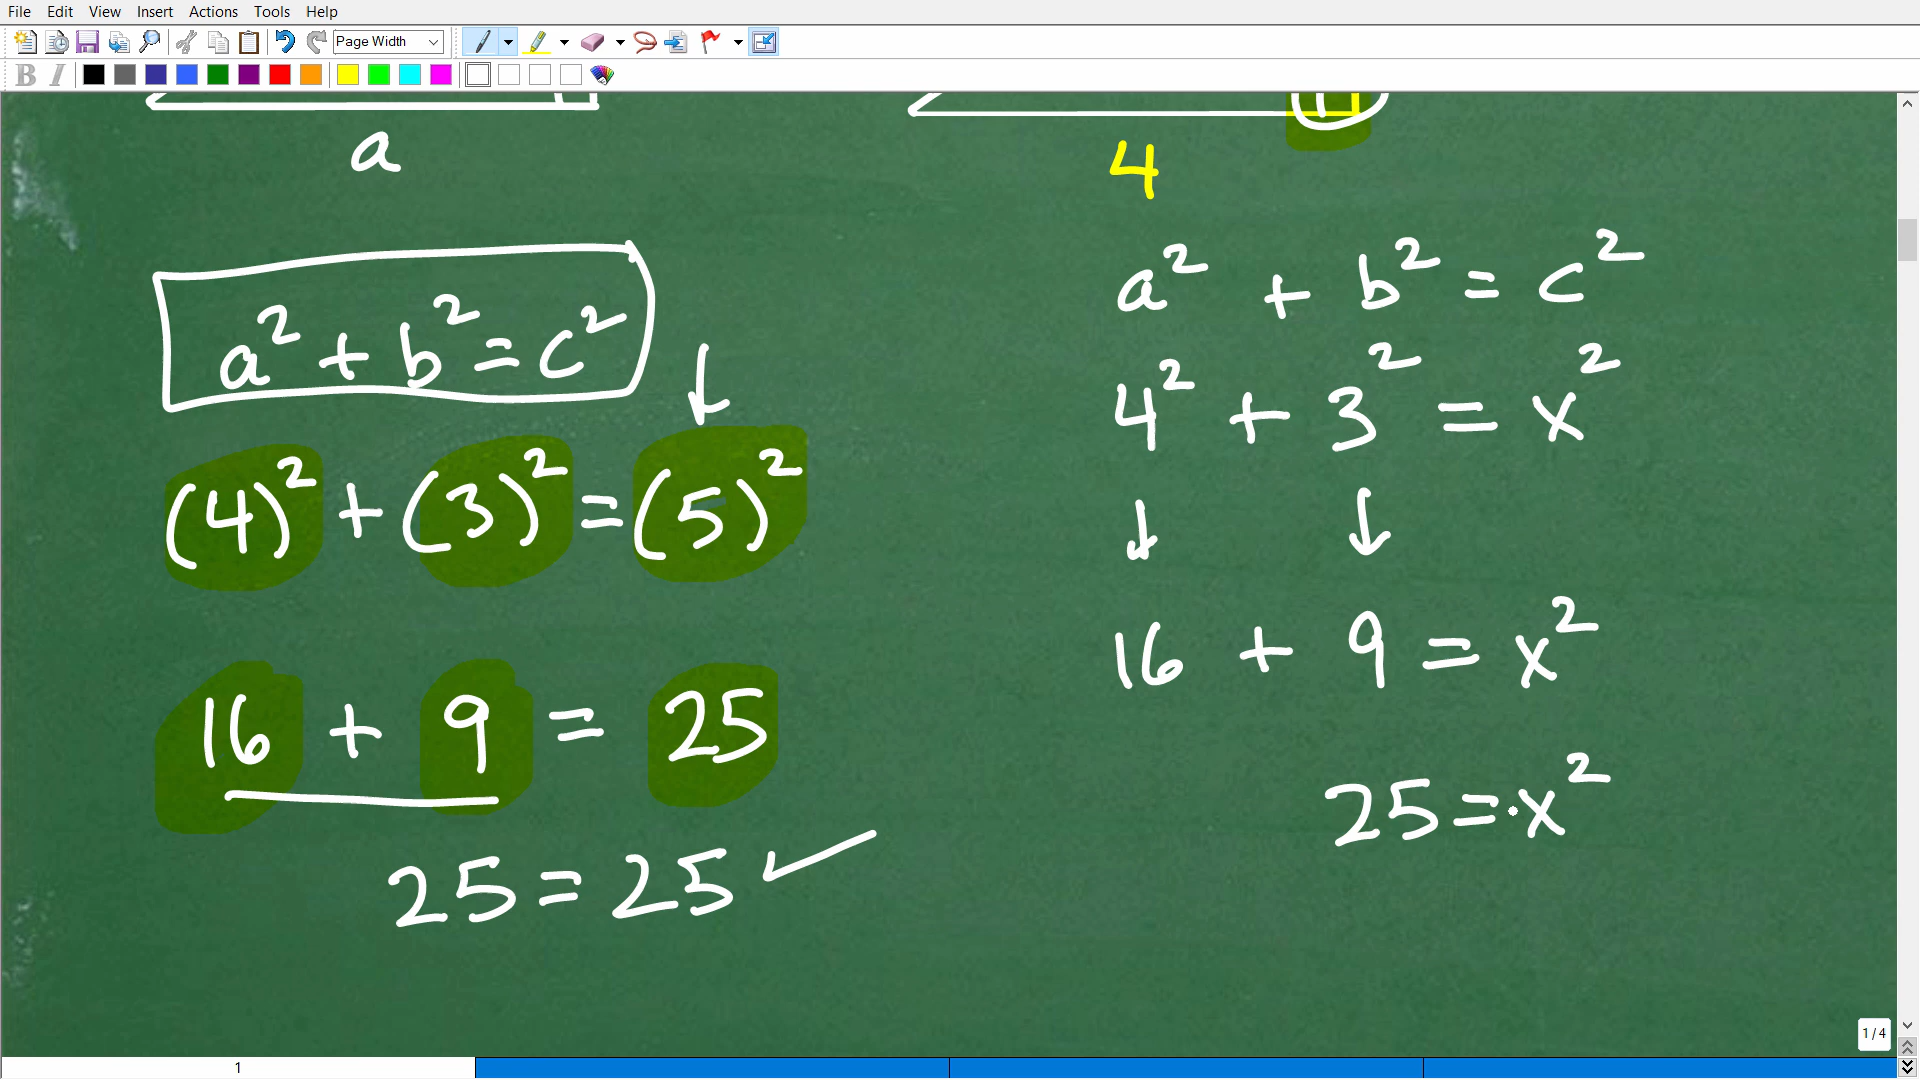 File Edit View Insert Actions Tools Help
Page Width
B I
a
4
a² + b² = c²
(4)² + (3)² = (5)²
16 + 9 = 25
25 = 25 ✓
a² + b² = c²
4² + 3² = x²
16 + 9 = x²
25 = x²
1 / 4
1